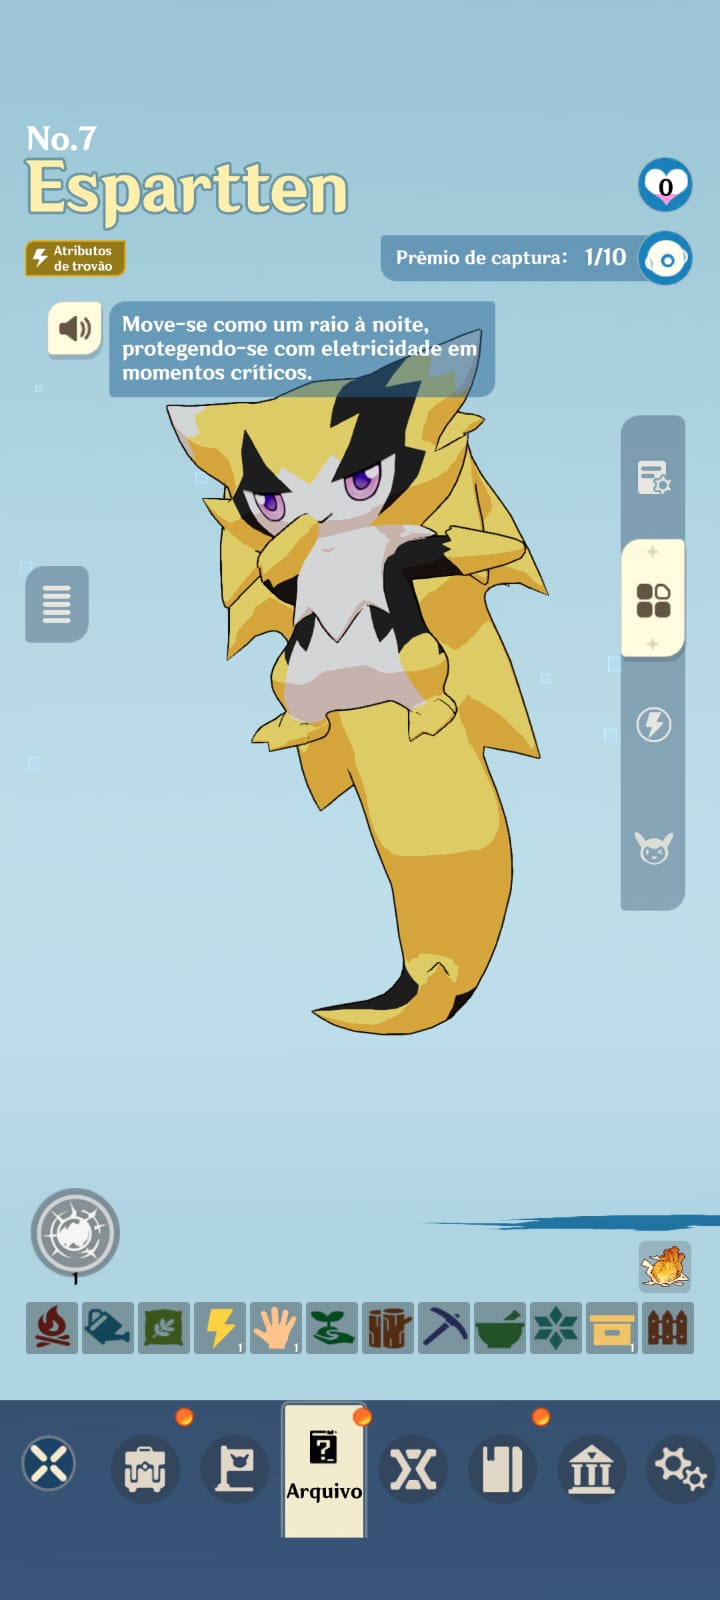 No.7
Espartten
0
Atributos
de trovão
Prêmio de captura: 1/10
Move-se como um raio à noite,
protegendo-se com eletricidade em
momentos críticos.
1
1
1
1
?
Arquivo